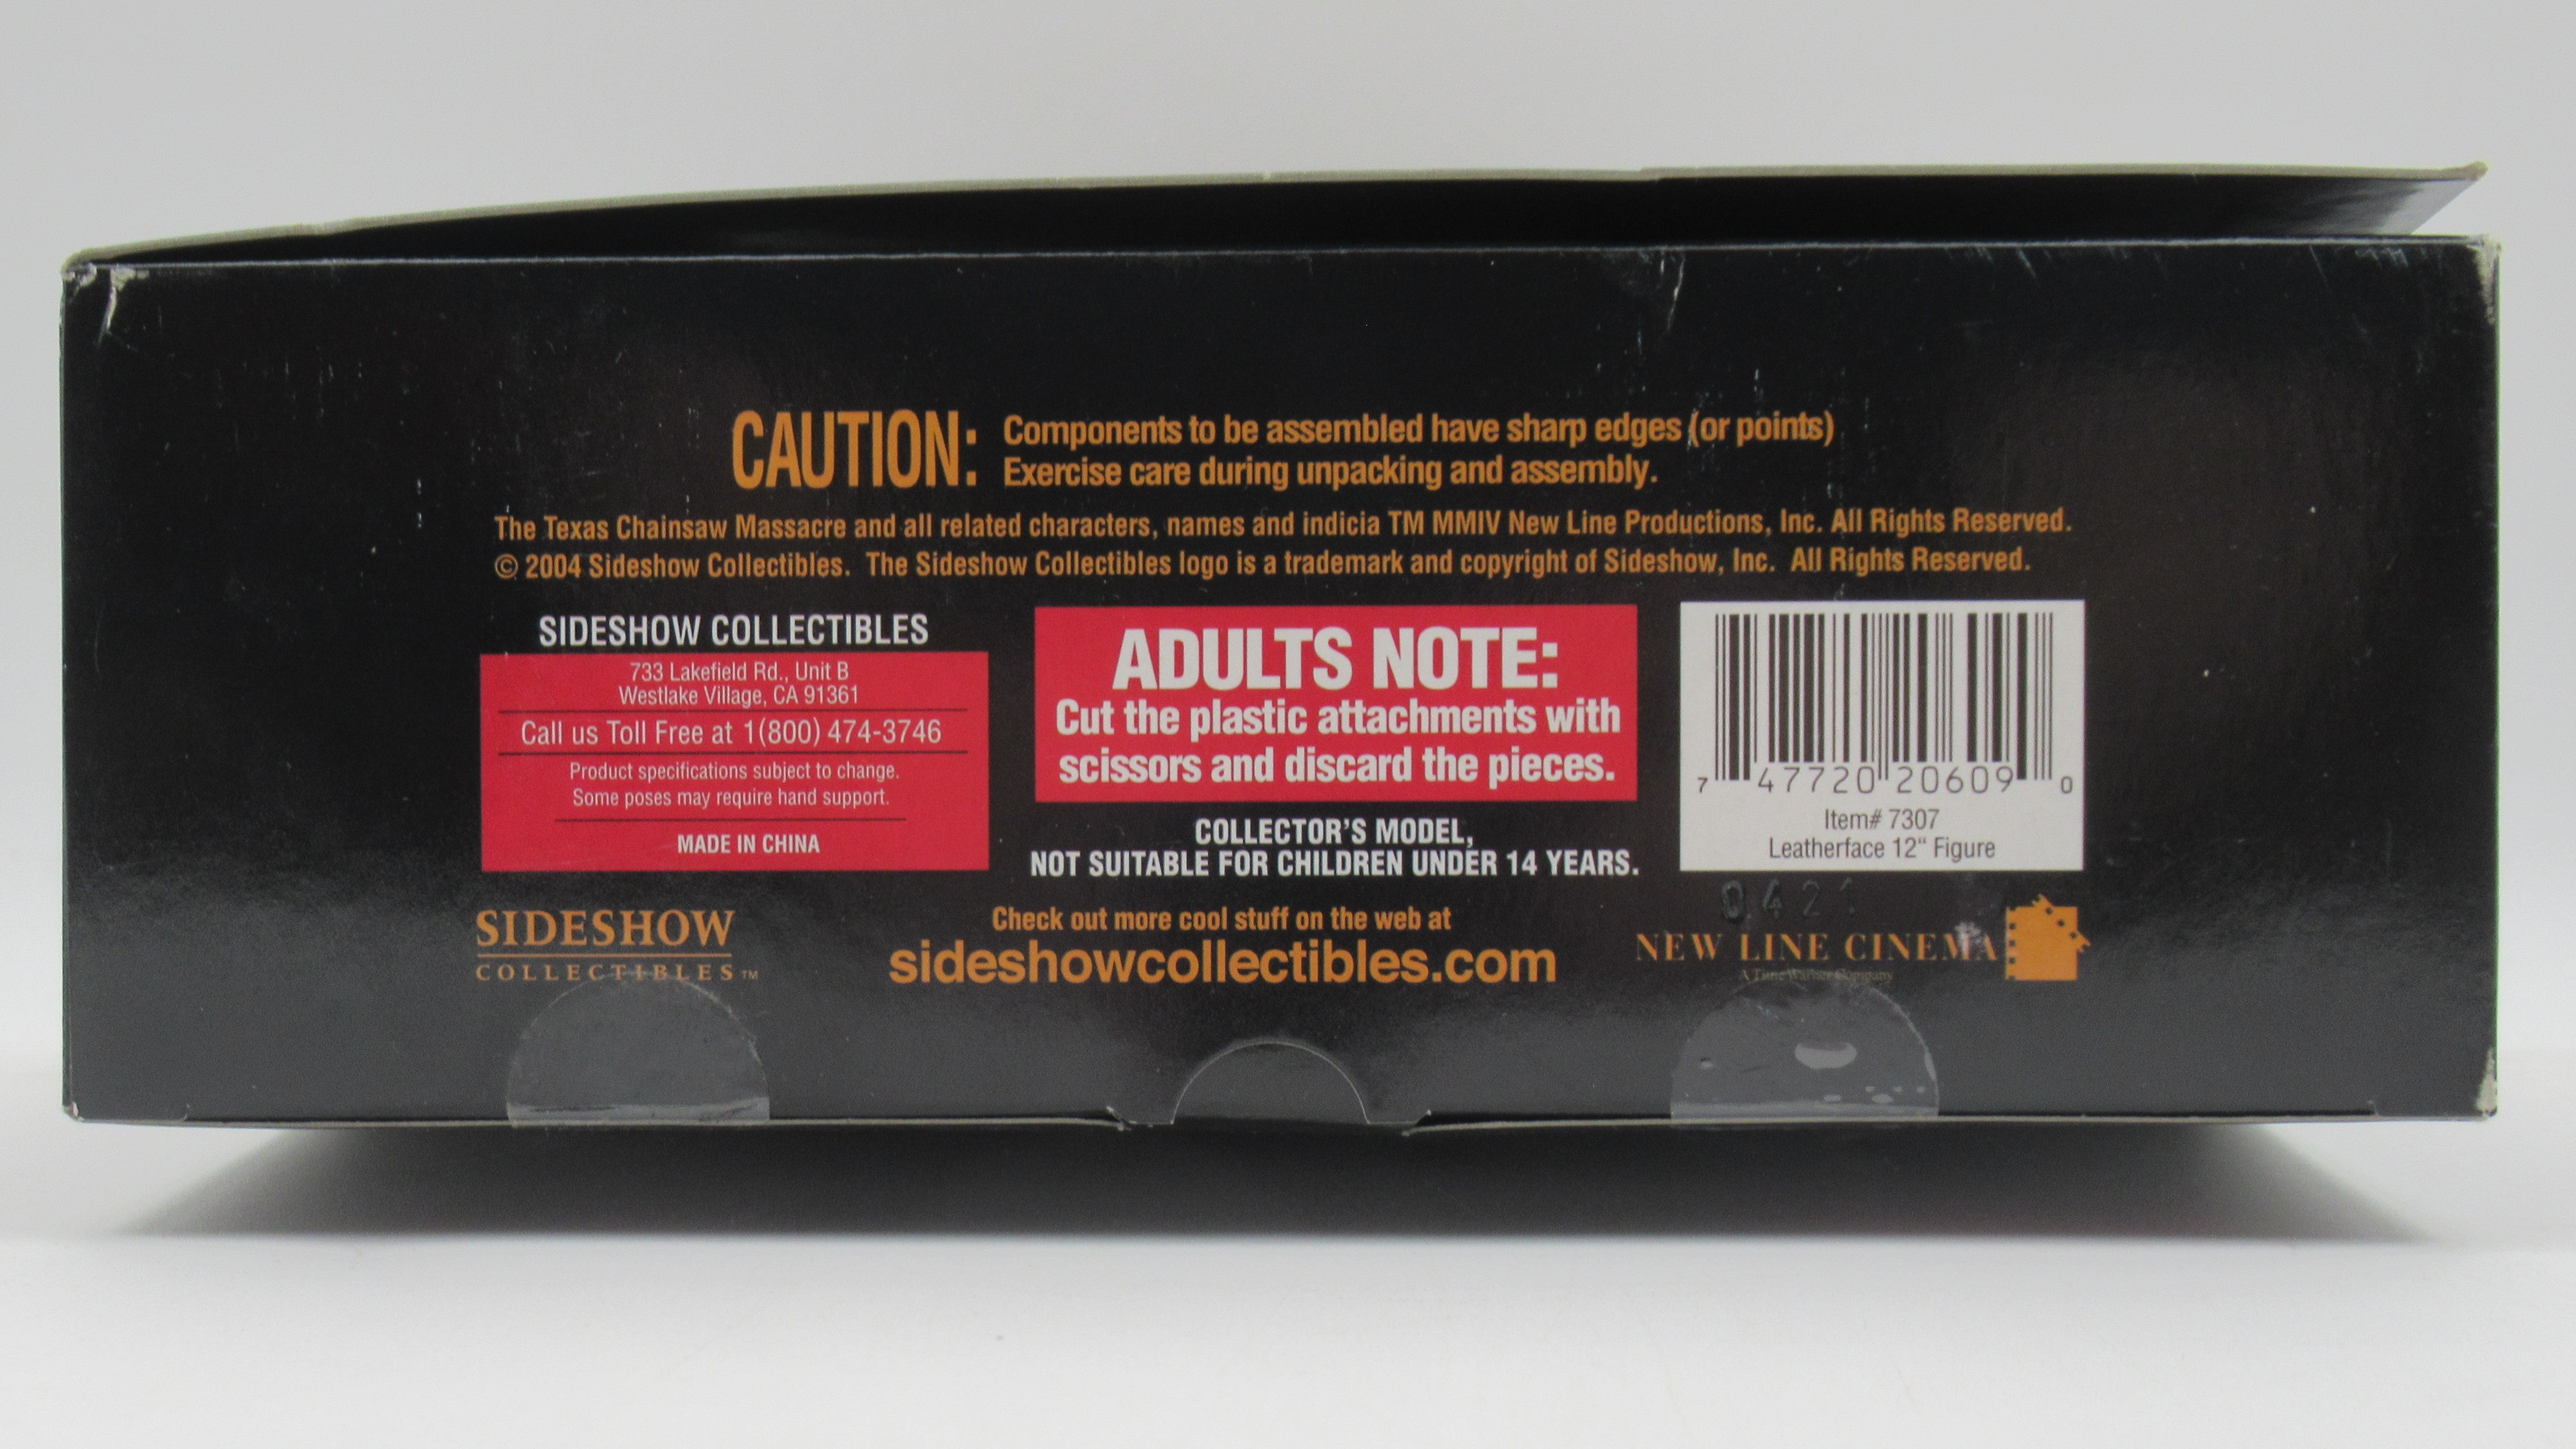 CAUTION:
Components to be assembled have sharp edges (or points)
Exercise care during unpacking and assembly.
The Texas Chainsaw Massacre and all related characters, names and indicia TM MMIV New Line Productions, Inc. All Rights Reserved.
© 2004 Sideshow Collectibles. The Sideshow Collectibles logo is a trademark and copyright of Sideshow, Inc. All Rights Reserved.
SIDESHOW COLLECTIBLES
733 Lakefield Rd., Unit B
Westlake Village, CA 91361
Call us Toll Free at 1(800) 474-3746
Product specifications subject to change.
Some poses may require hand support.
MADE IN CHINA
ADULTS NOTE:
Cut the plastic attachments with
scissors and discard the pieces.
COLLECTOR'S MODEL,
NOT SUITABLE FOR CHILDREN UNDER 14 YEARS.
7 47720 20609 0
Item# 7307
Leatherface 12“ Figure
SIDESHOW
COLLECTIBLES™
Check out more cool stuff on the web at
sideshowcollectibles.com
NEW LINE CINEMA
A Time Warner Company